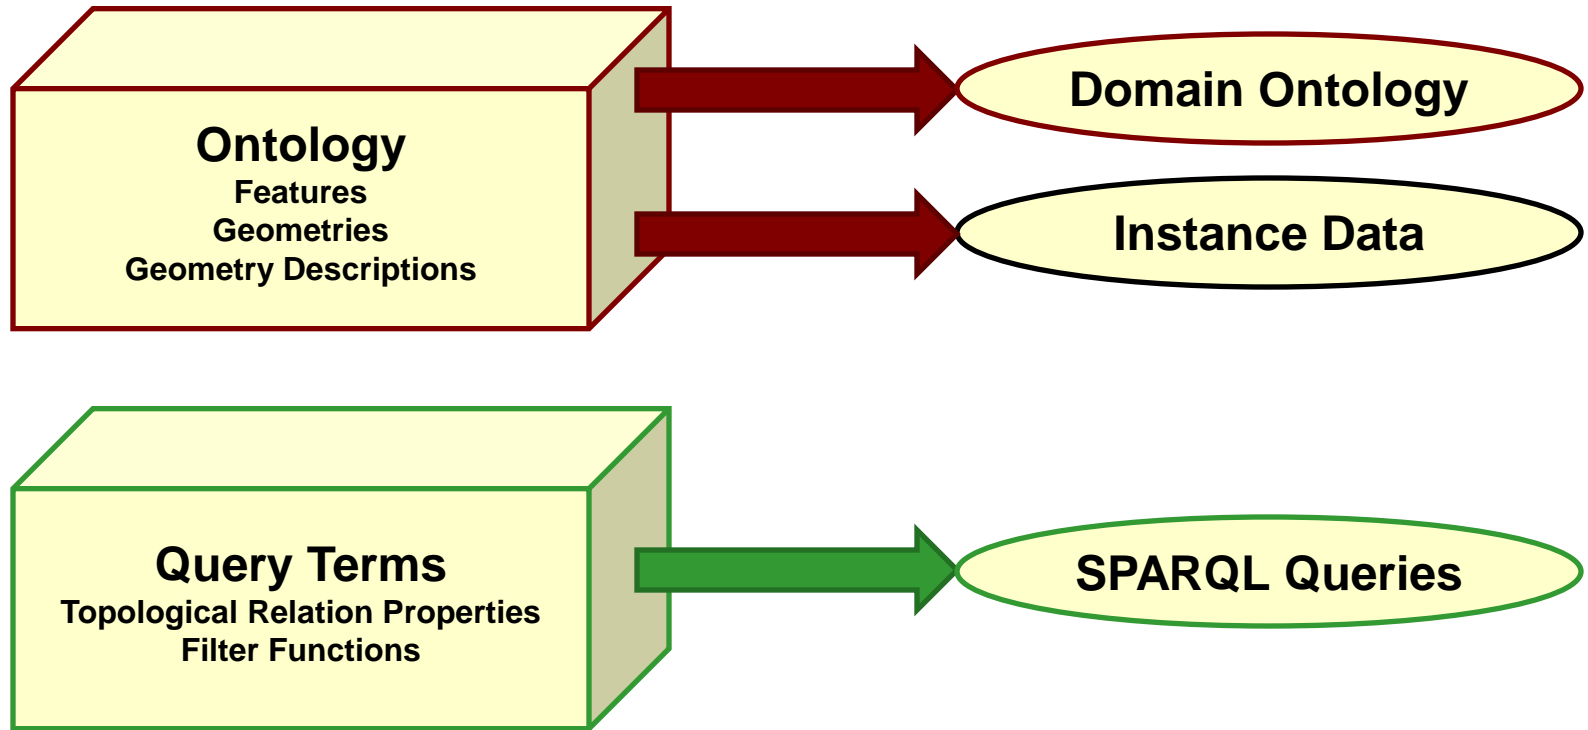 Ontology
Features
Geometries
Geometry Descriptions
Domain Ontology
Instance Data
Query Terms
Topological Relation Properties
Filter Functions
SPARQL Queries